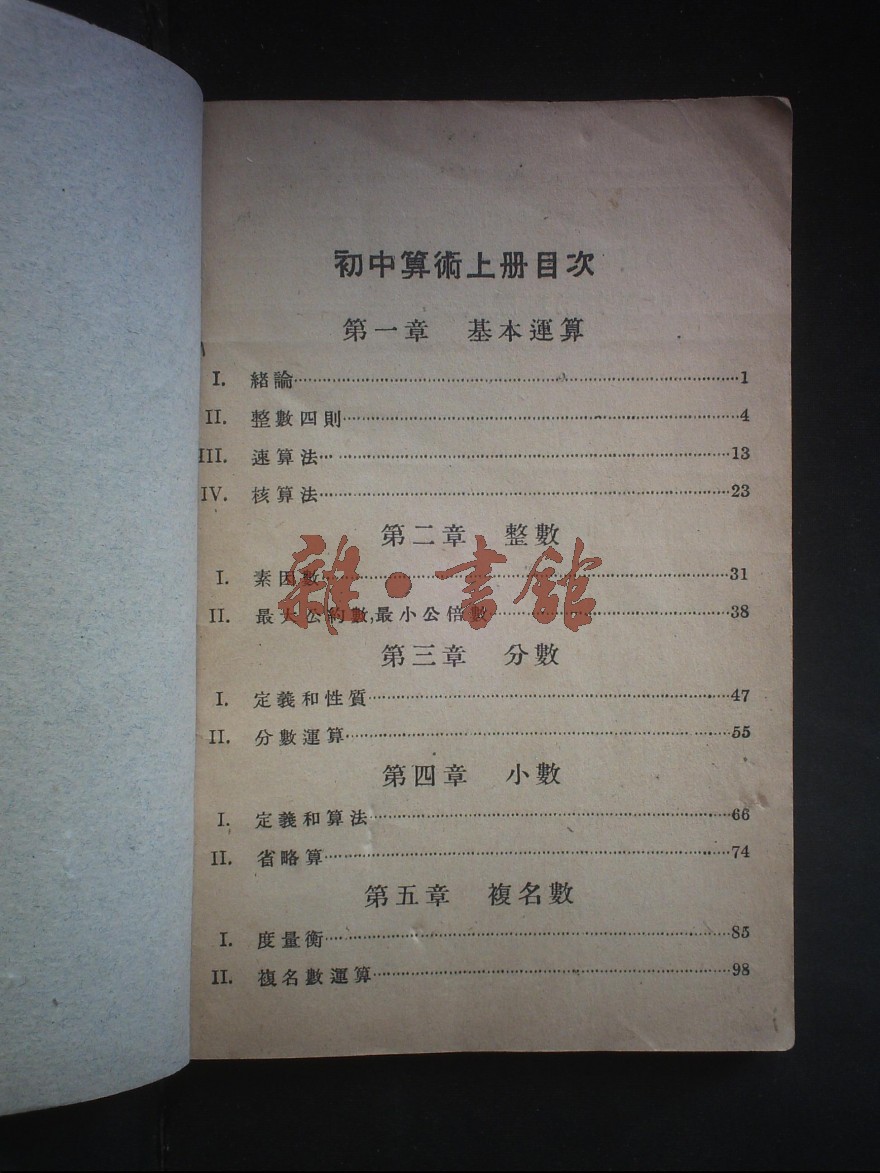 初中算術上册目次
第一章 基本運算
I. 緒論 1
II. 整數四則 4
III. 速算法 13
IV. 核算法 23
第二章 整數
I. 素因數 31
II. 最大公約數,最小公倍數 38
雜·書館
第三章 分數
I. 定義和性質 47
II. 分數運算 55
第四章 小數
I. 定義和算法 66
II. 省略算 74
第五章 複名數
I. 度量衡 85
II. 複名數運算 98